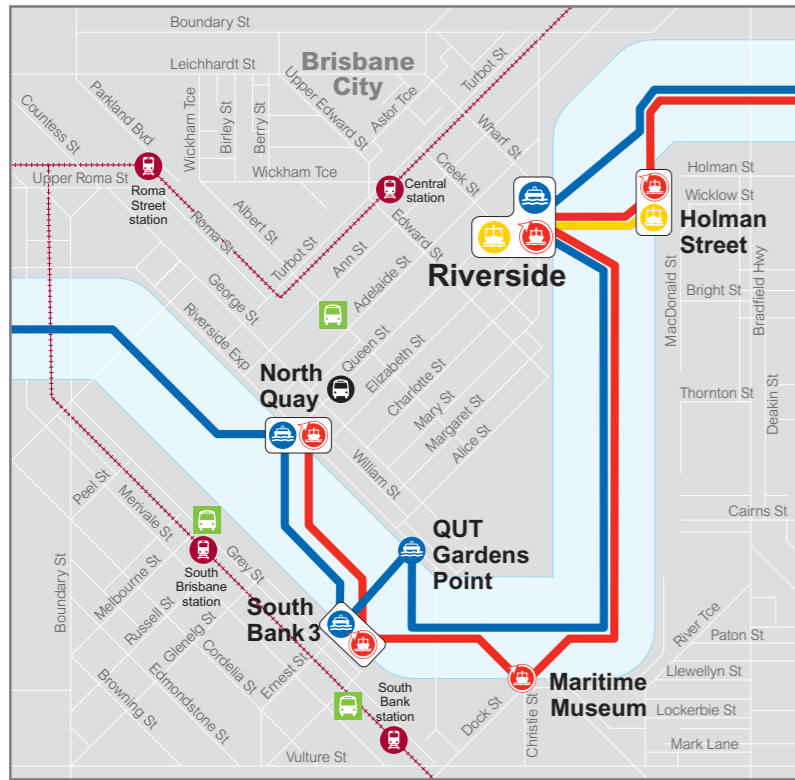 Boundary St
Leichhardt St
Brisbane
City
Turbot St
Parkland Bvd
Countess St
Wickham Tce
Birley St
Berry St
Upper Edward St
Astor Tce
Wharf St
Wickham Tce
Creek St
Upper Roma St
Roma
Street
station
Central
station
Holman St
Wicklow St
Holman
Street
Albert St
Roma St
Edward St
Turbot St
Ann St
Adelaide St
Riverside
MacDonald St
Bradfield Hwy
Bright St
George St
Riverside Exp
Queen St
Elizabeth St
Charlotte St
Mary St
Margaret St
Alice St
North
Quay
Thornton St
Deakin St
William St
Peel St
Merivale St
Cairns St
QUT
Gardens
Point
Grey St
South
Brisbane
station
Boundary St
Melbourne St
Russell St
Glenelg St
Cordelia St
Ernest St
Edmondstone St
Browning St
South
Bank 3
River Tce
Paton St
Llewellyn St
Lockerbie St
Mark Lane
Maritime
Museum
South
Bank
station
Dock St
Christie St
Vulture St